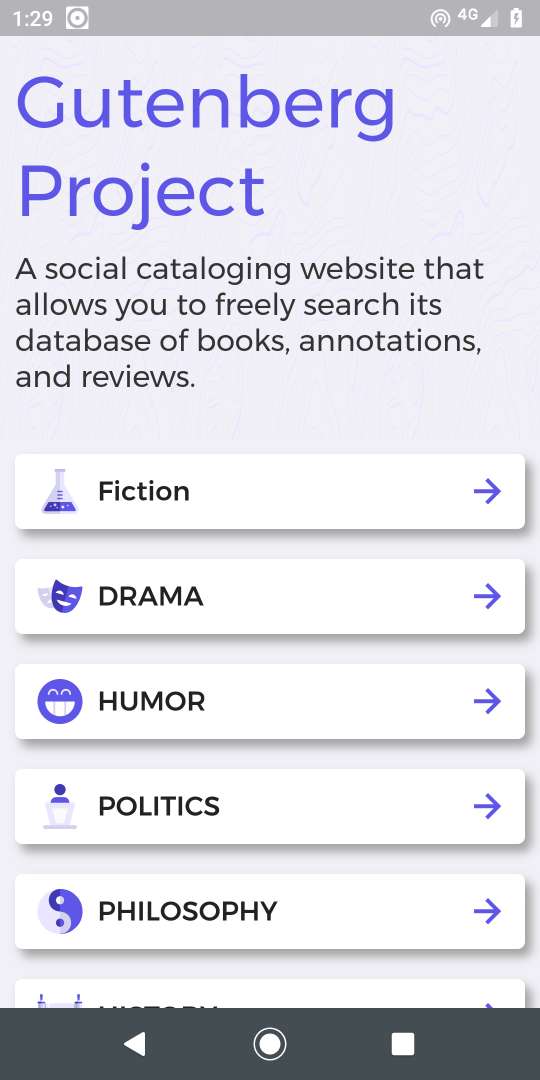 1:29
4G
Gutenberg
Project
A social cataloging website that
allows you to freely search its
database of books, annotations,
and reviews.
Fiction
DRAMA
HUMOR
POLITICS
PHILOSOPHY
HISTORY